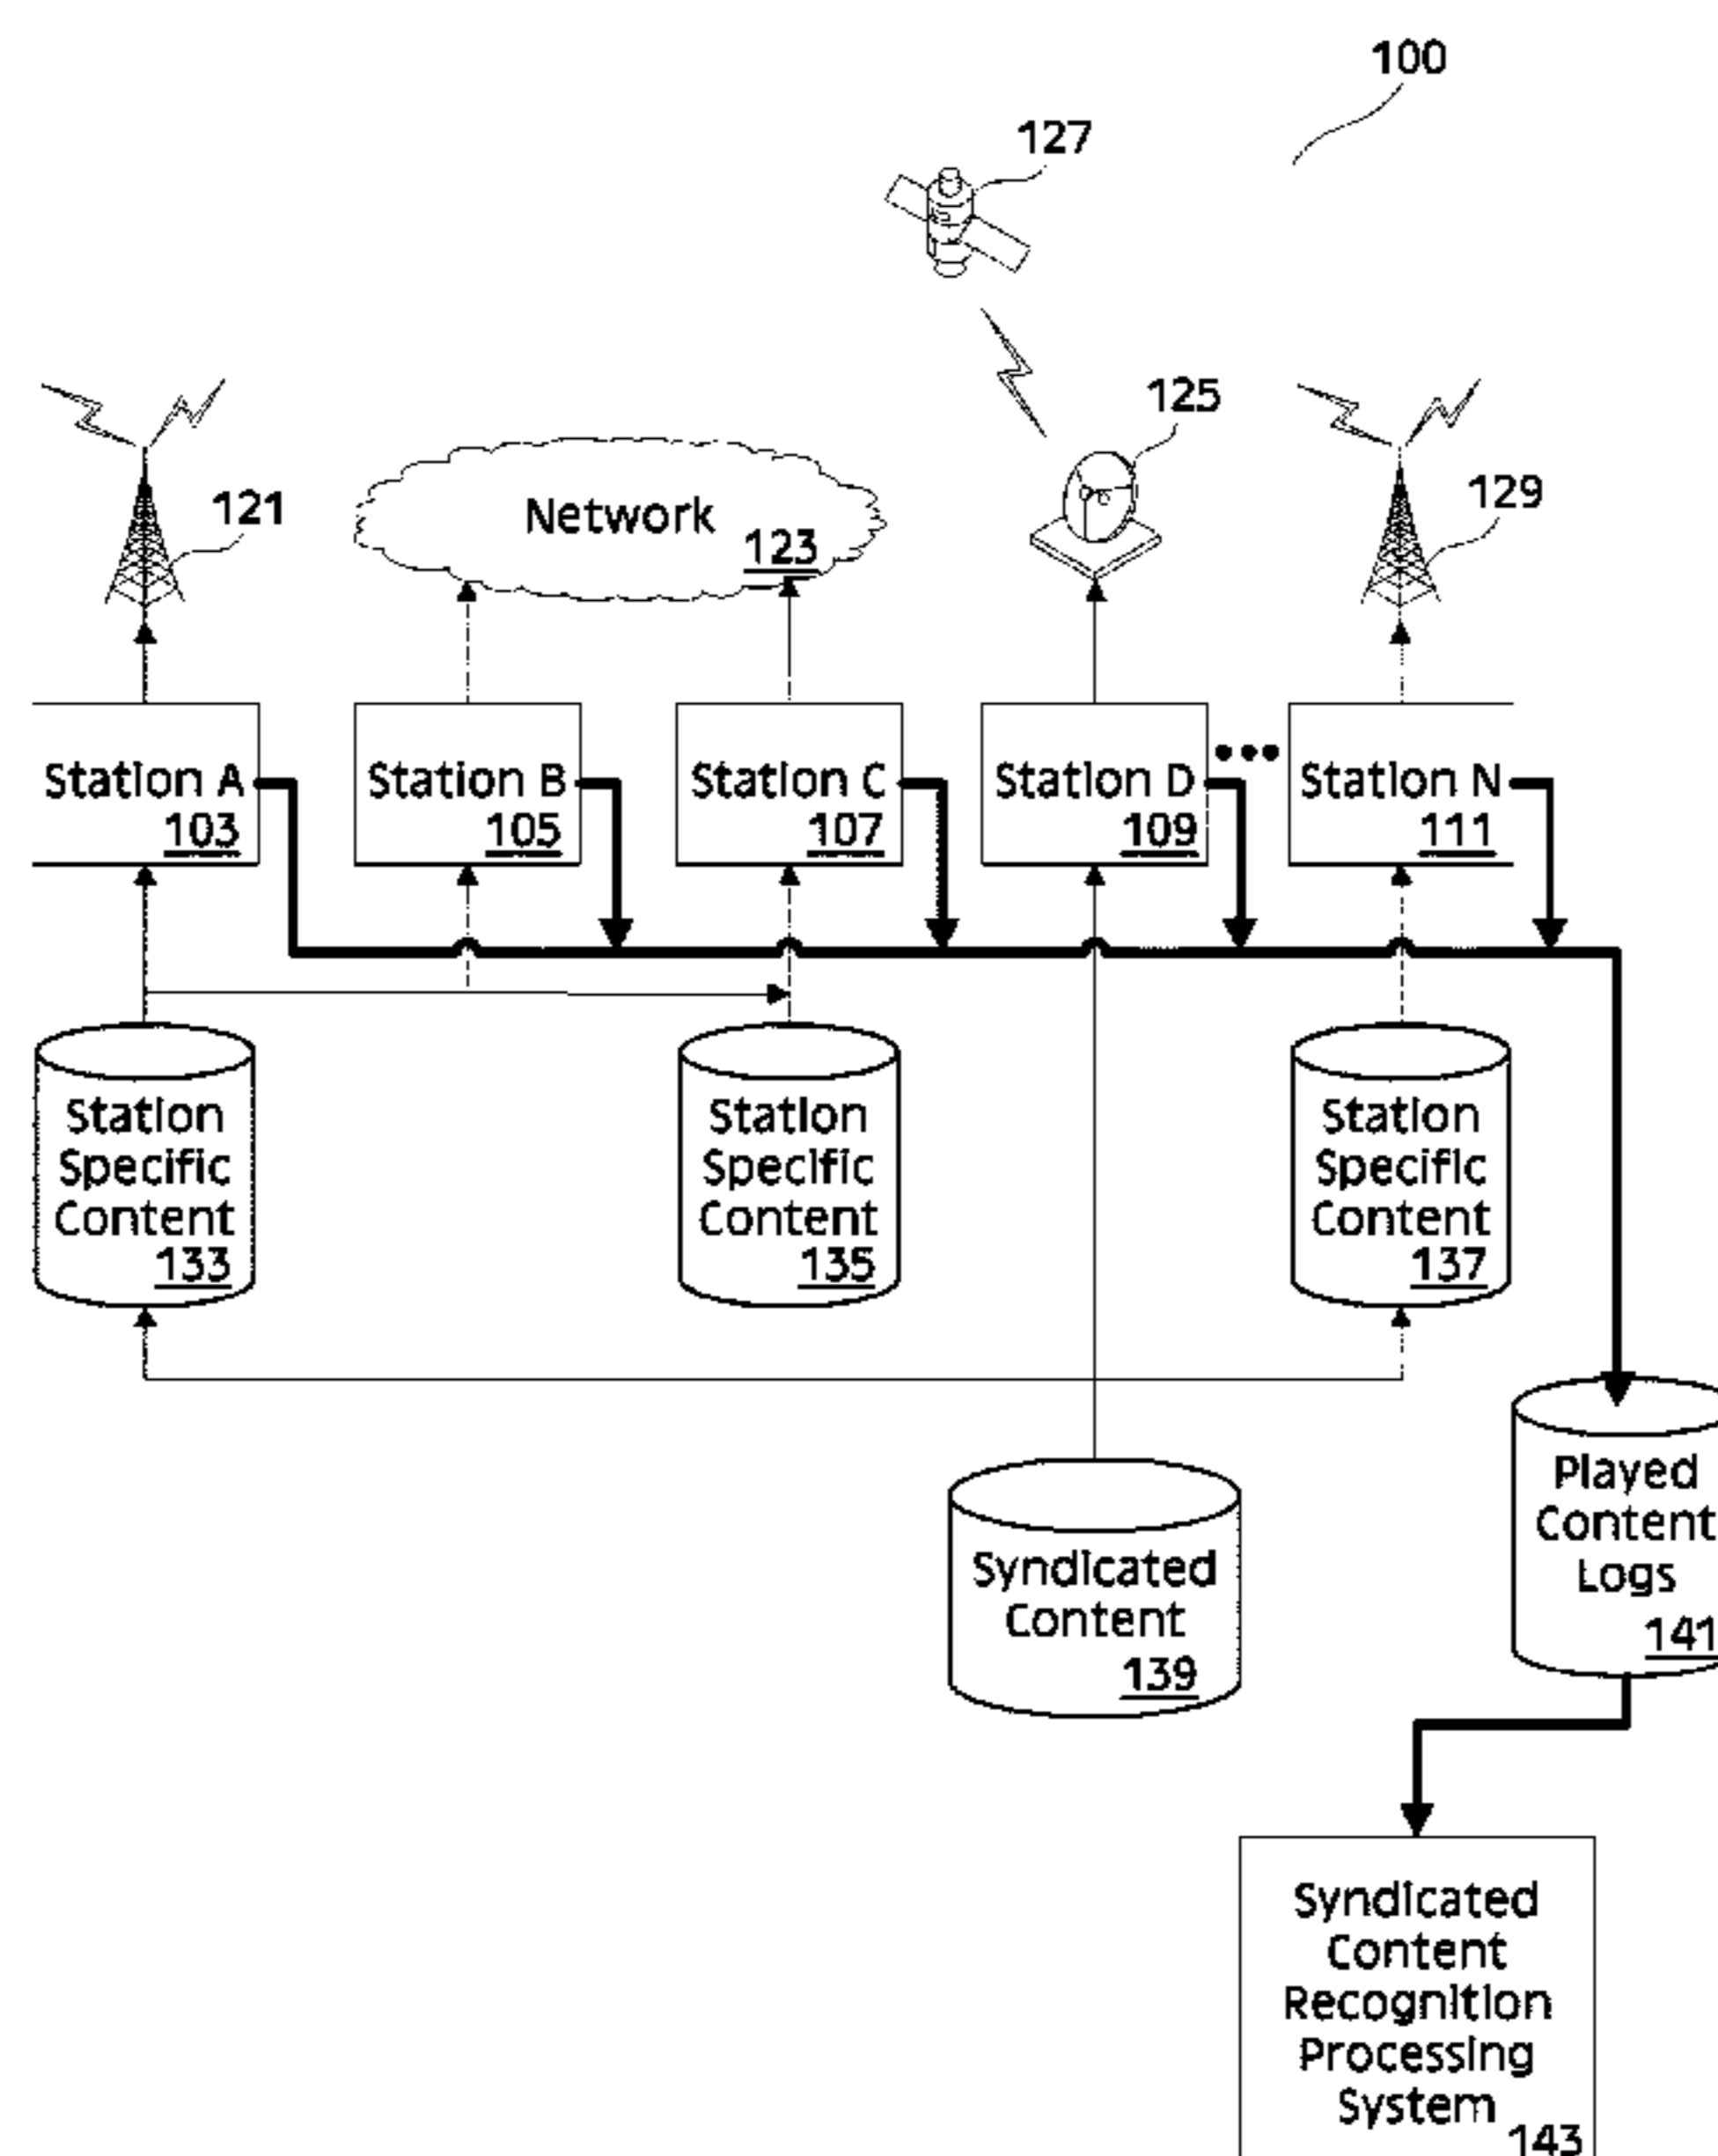 100
127
125
121
Network
123
129
Station A
103
Station B
105
Station C
107
Station D
109
Station N
111
Station
Specific
Content
133
Station
Specific
Content
135
Station
Specific
Content
137
Played
Content
Logs
141
Syndicated
Content
139
Syndicated
Content
Recognition
Processing
System
143